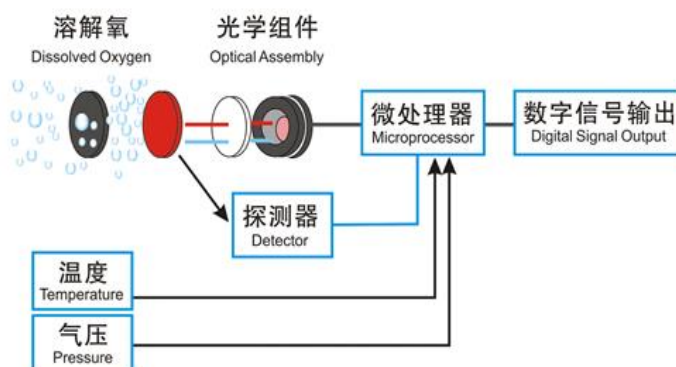 溶解氧
Dissolved Oxygen
光学组件
Optical Assembly
微处理器
Microprocessor
数字信号输出
Digital Signal Output
探测器
Detector
温度
Temperature
气压
Pressure